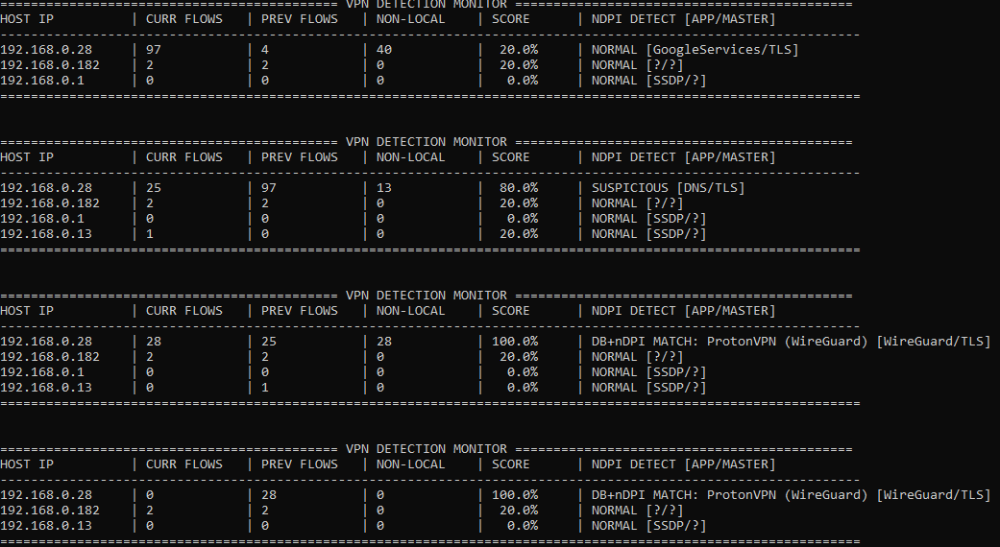 ============================================ VPN DETECTION MONITOR ============================================
HOST IP | CURR FLOWS | PREV FLOWS | NON-LOCAL | SCORE | NDPI DETECT [APP/MASTER]
----------------------------------------------------------------------------------------------------------------
192.168.0.28 | 97 | 4 | 40 | 20.0% | NORMAL [GoogleServices/TLS]
192.168.0.182 | 2 | 2 | 0 | 20.0% | NORMAL [?/?]
192.168.0.1 | 0 | 0 | 0 | 0.0% | NORMAL [SSDP/?]
================================================================================================================
============================================ VPN DETECTION MONITOR ============================================
HOST IP | CURR FLOWS | PREV FLOWS | NON-LOCAL | SCORE | NDPI DETECT [APP/MASTER]
----------------------------------------------------------------------------------------------------------------
192.168.0.28 | 25 | 97 | 13 | 80.0% | SUSPICIOUS [DNS/TLS]
192.168.0.182 | 2 | 2 | 0 | 20.0% | NORMAL [?/?]
192.168.0.1 | 0 | 0 | 0 | 0.0% | NORMAL [SSDP/?]
192.168.0.13 | 1 | 0 | 0 | 20.0% | NORMAL [SSDP/?]
================================================================================================================
============================================ VPN DETECTION MONITOR ============================================
HOST IP | CURR FLOWS | PREV FLOWS | NON-LOCAL | SCORE | NDPI DETECT [APP/MASTER]
----------------------------------------------------------------------------------------------------------------
192.168.0.28 | 28 | 25 | 28 | 100.0% | DB+nDPI MATCH: ProtonVPN (WireGuard) [WireGuard/TLS]
192.168.0.182 | 2 | 2 | 0 | 20.0% | NORMAL [?/?]
192.168.0.1 | 0 | 0 | 0 | 0.0% | NORMAL [SSDP/?]
192.168.0.13 | 0 | 1 | 0 | 0.0% | NORMAL [SSDP/?]
================================================================================================================
============================================ VPN DETECTION MONITOR ============================================
HOST IP | CURR FLOWS | PREV FLOWS | NON-LOCAL | SCORE | NDPI DETECT [APP/MASTER]
----------------------------------------------------------------------------------------------------------------
192.168.0.28 | 0 | 28 | 0 | 100.0% | DB+nDPI MATCH: ProtonVPN (WireGuard) [WireGuard/TLS]
192.168.0.182 | 2 | 2 | 0 | 20.0% | NORMAL [?/?]
192.168.0.13 | 0 | 0 | 0 | 0.0% | NORMAL [SSDP/?]
================================================================================================================